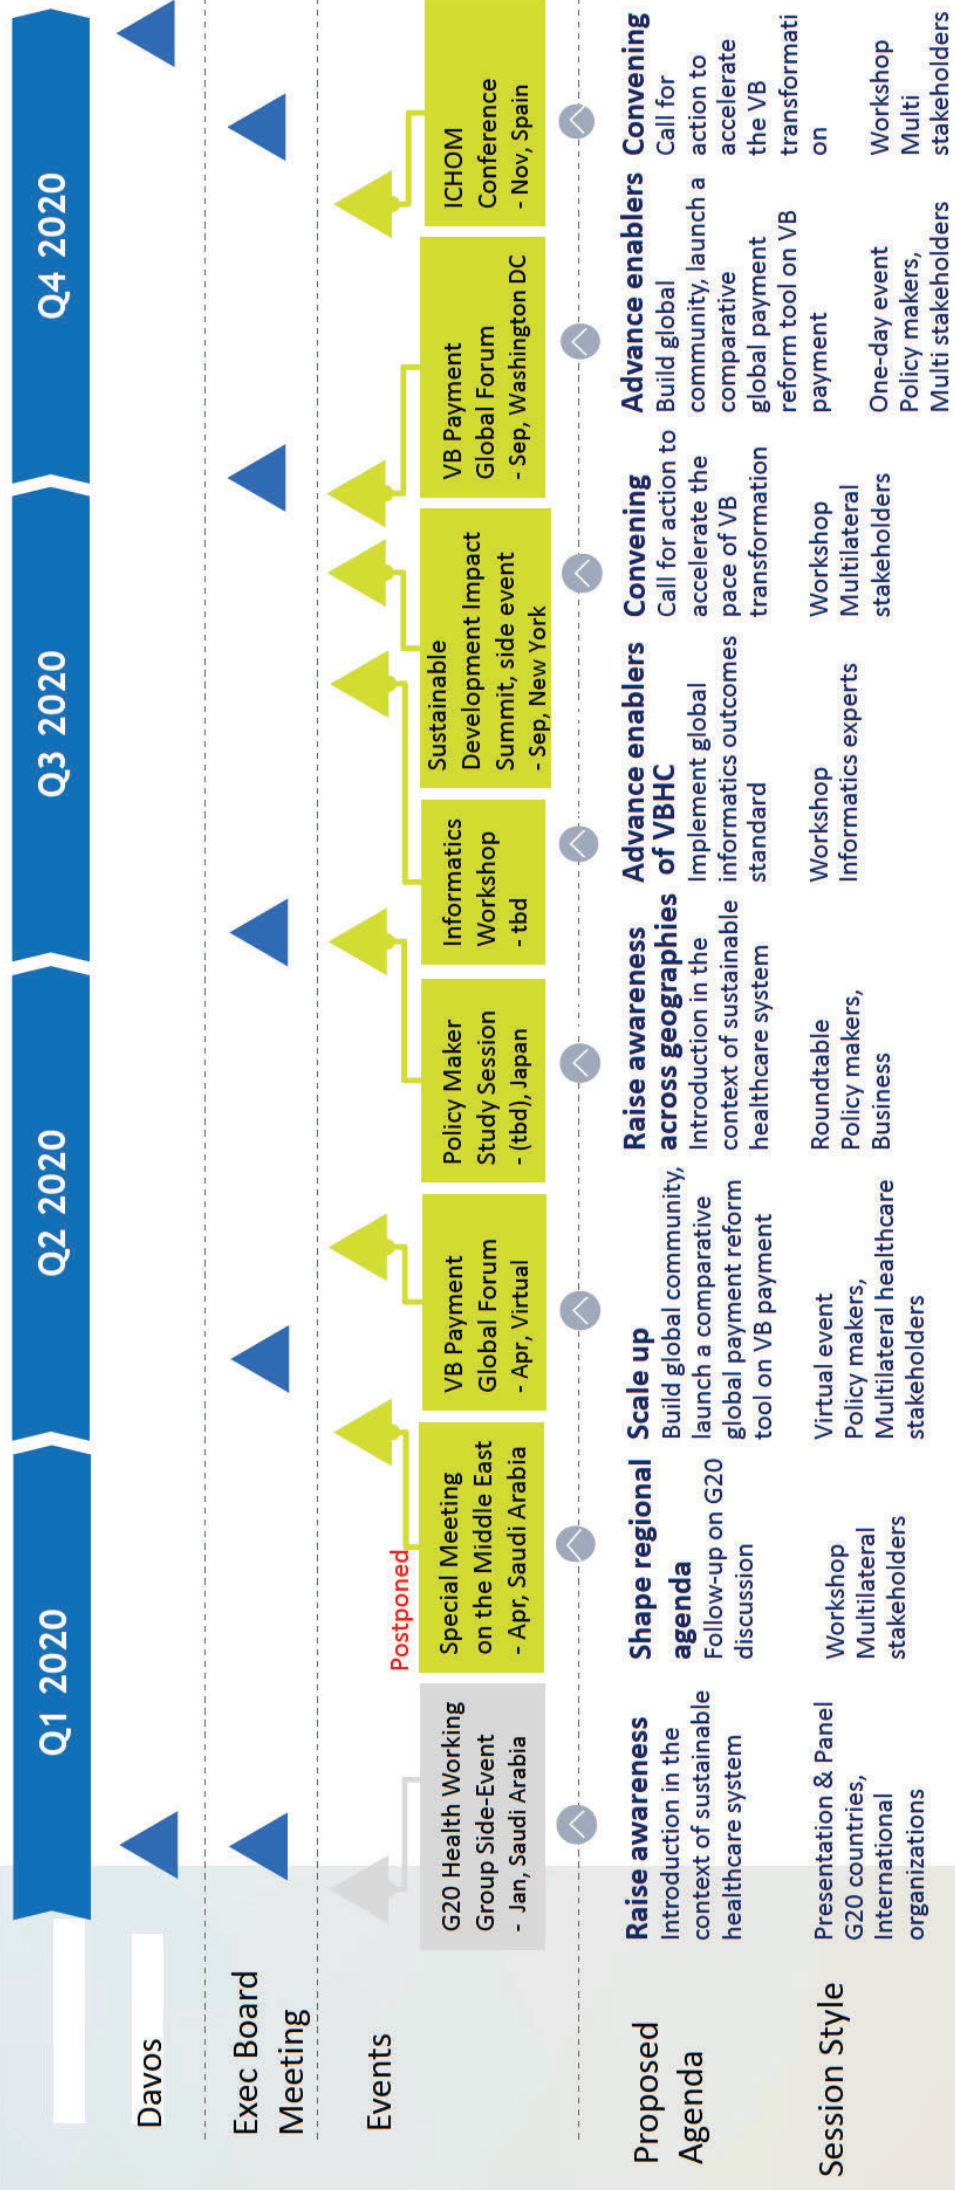 Q1 2020
Q2 2020
Q3 2020
Q4 2020
Davos
Exec Board
Meeting
Events
Postponed
G20 Health Working
Group Side-Event
- Jan, Saudi Arabia
Special Meeting
on the Middle East
- Apr, Saudi Arabia
VB Payment
Global Forum
- Apr, Virtual
Policy Maker
Study Session
- (tbd), Japan
Informatics
Workshop
- tbd
Sustainable
Development Impact
Summit, side event
- Sep, New York
VB Payment
Global Forum
- Sep, Washington DC
ICHOM
Conference
- Nov, Spain
Proposed
Agenda
Raise awareness
Introduction in the
context of sustainable
healthcare system
Shape regional
agenda
Follow-up on G20
discussion
Scale up
Build global community,
launch a comparative
global payment reform
tool on VB payment
Raise awareness
across geographies
Introduction in the
context of sustainable
healthcare system
Advance enablers
of VBHC
Implement global
informatics outcomes
standard
Convening
Call for action to
accelerate the
pace of VB
transformation
Advance enablers
Build global
community, launch a
comparative
global payment
reform tool on VB
payment
Convening
Call for
action to
accelerate
the VB
transformati
on
Session Style
Presentation & Panel
G20 countries,
International
organizations
Workshop
Multilateral
stakeholders
Virtual event
Policy makers,
Multilateral healthcare
stakeholders
Roundtable
Policy makers,
Business
Workshop
Informatics experts
Workshop
Multilateral
stakeholders
One-day event
Policy makers,
Multi stakeholders
Workshop
Multi
stakeholders